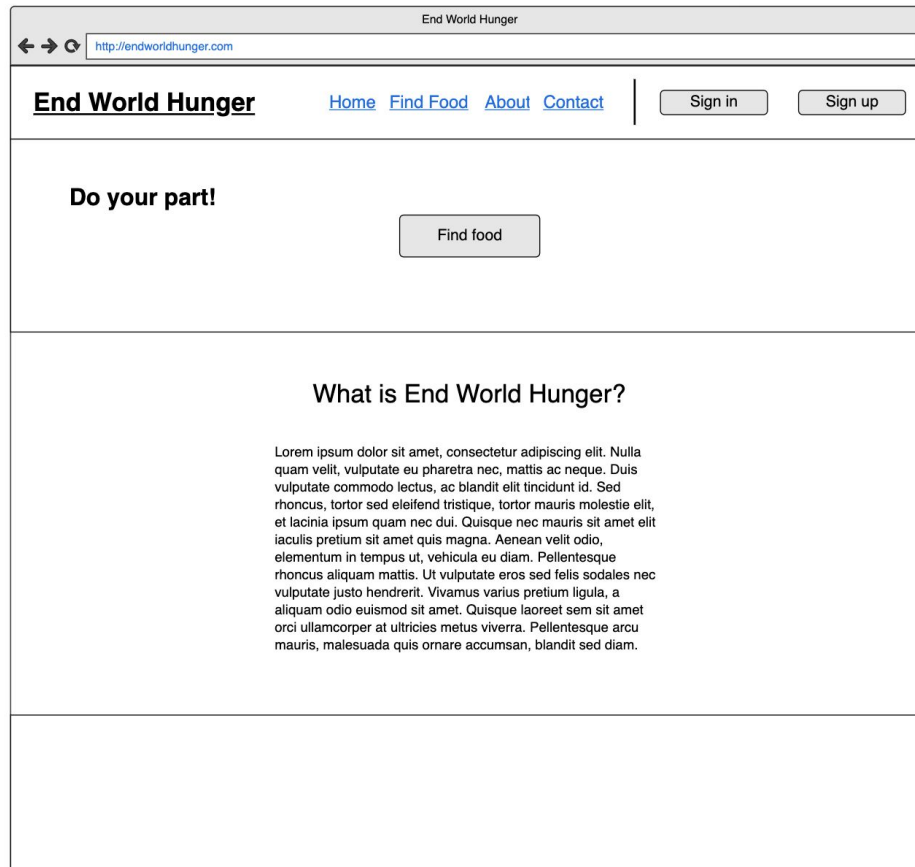 End World Hunger
http://endworldhunger.com
End World Hunger
Home Find Food About Contact
Sign in
Sign up
Do your part!
Find food
What is End World Hunger?
Lorem ipsum dolor sit amet, consectetur adipiscing elit. Nulla
quam velit, vulputate eu pharetra nec, mattis ac neque. Duis
vulputate commodo lectus, ac blandit elit tincidunt id. Sed
rhoncus, tortor sed eleifend tristique, tortor mauris molestie elit,
et lacinia ipsum quam nec dui. Quisque nec mauris sit amet elit
iaculis pretium sit amet quis magna. Aenean velit odio,
elementum in tempus ut, vehicula eu diam. Pellentesque
rhoncus aliquam mattis. Ut vulputate eros sed felis sodales nec
vulputate justo hendrerit. Vivamus varius pretium ligula, a
aliquam odio euismod sit amet. Quisque laoreet sem sit amet
orci ullamcorper at ultricies metus viverra. Pellentesque arcu
mauris, malesuada quis ornare accumsan, blandit sed diam.